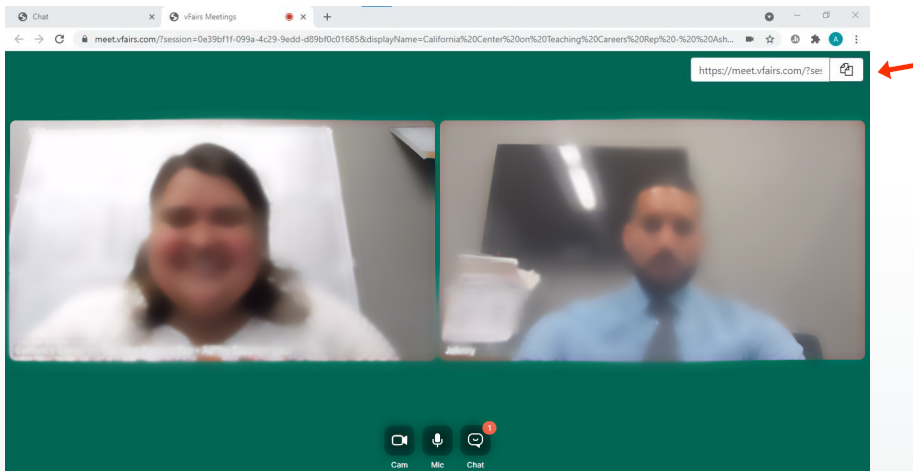 Chat
vFairs Meetings
meet.vfairs.com/?session=0e39bf1f-099a-4c29-9edd-d89bf0c01685&displayName=California%20Center%20on%20Teaching%20Careers%20Rep%20-%20%20Ash...
A
https://meet.vfairs.com/?ses
Johnny
1
Cam
Mic
Chat